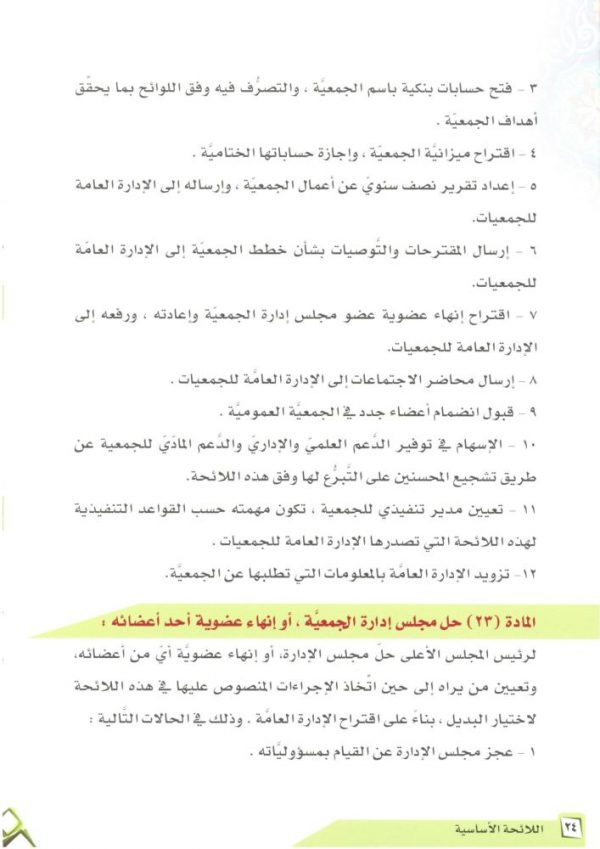 ٣ - فتح حسابات بنكية باسم الجمعيَّة ، والتصرُّف فيه وفق اللوائح بما يحقِّق
أهداف الجمعيّة .
٤ - اقتراح ميزانيَّة الجمعيّة ، وإجازة حساباتها الختاميَّة .
٥ - إعداد تقرير نصف سنويّ عن أعمال الجمعيَّة ، وإرساله إلى الإدارة العامة
للجمعيات.
٦ - إرسال المقترحات والتَّوصيات بشأن خطط الجمعيّة إلى الإدارة العامّة
للجمعيات.
٧ - اقتراح إنهاء عضوية عضو مجلس إدارة الجمعيّة وإعادته ، ورفعه إلى
الإدارة العامة للجمعيات.
٨ - إرسال محاضر الاجتماعات إلى الإدارة العامَّة للجمعيات .
٩ - قبول انضمام أعضاء جدد في الجمعيَّة العموميَّة .
١٠ - الإسهام في توفير الدَّعم العلميّ والإداريّ والدَّعم المادّيّ للجمعية عن
طريق تشجيع المحسنين على التَّبرُّع لها وفق هذه اللائحة.
١١ - تعيين مدير تنفيذي للجمعية ، تكون مهمته حسب القواعد التنفيذية
لهذه اللائحة التي تصدرها الإدارة العامة للجمعيات .
١٢- تزويد الإدارة العامَّة بالمعلومات التي تطلبها عن الجمعيَّة.
المادة (٢٣) حل مجلس إدارة الجمعيَّة ، أو إنهاء عضوية أحد أعضائه :
لرئيس المجلس الأعلى حلّ مجلس الإدارة، أو إنهاء عضويَّة أيّ من أعضائه،
وتعيين من يراه إلى حين اتِّخاذ الإجراءات المنصوص عليها في هذه اللائحة
لاختيار البديل ، بناءً على اقتراح الإدارة العامَّة . وذلك في الحالات التَّالية :
١ - عجز مجلس الإدارة عن القيام بمسؤوليَّاته .
٢٤ اللائحة الأساسية